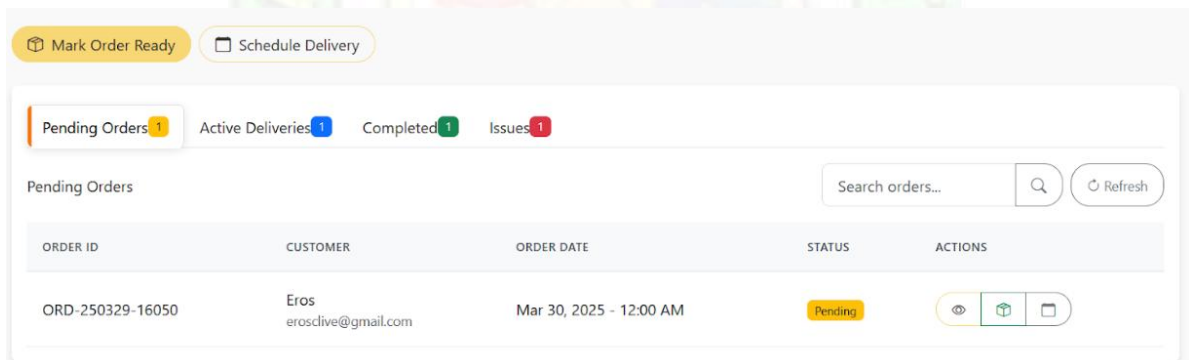 Mark Order Ready Schedule Delivery
Pending Orders 1 Active Deliveries 1 Completed 1 Issues 1
Pending Orders Search orders... Refresh
ORDER ID CUSTOMER ORDER DATE STATUS ACTIONS
ORD-250329-16050 Eros Mar 30, 2025 - 12:00 AM Pending
erosclive@gmail.com